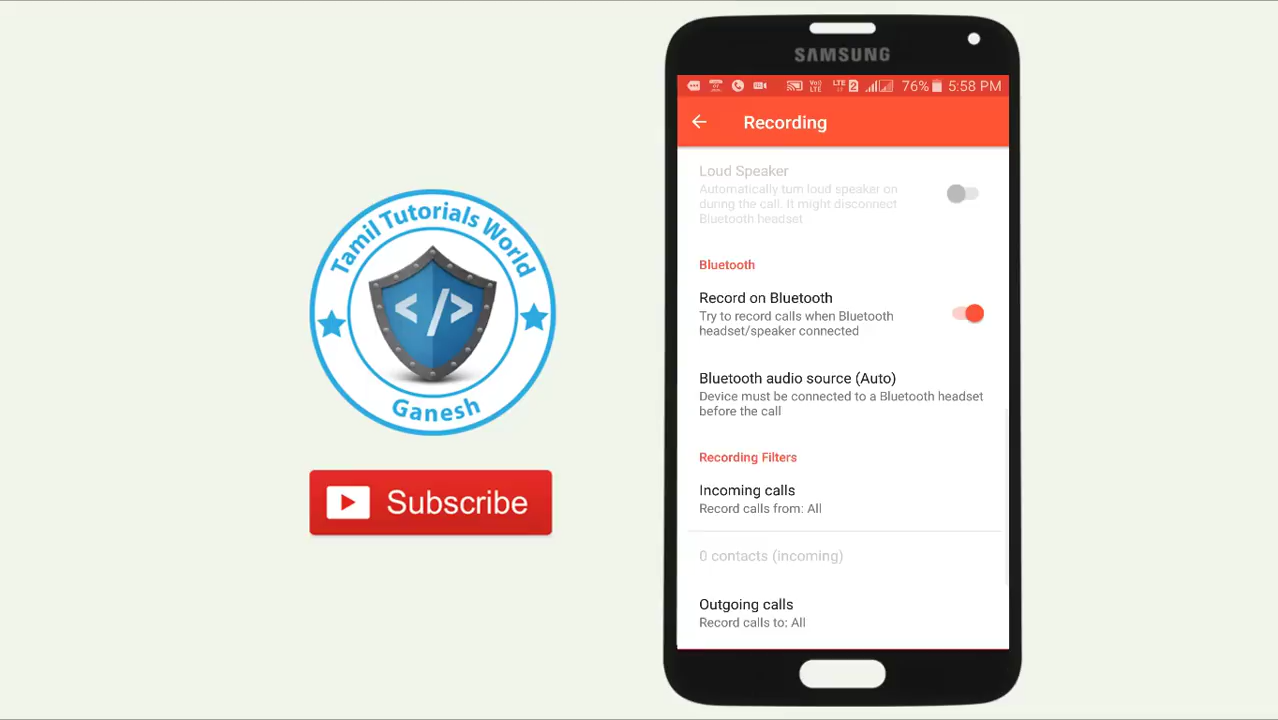 Tamil Tutorials World
</>
Ganesh
Subscribe
SAMSUNG
VoLTE LTE 2 76% 5:58 PM
Recording
Loud Speaker
Automatically turn loud speaker on
during the call. It might disconnect
Bluetooth headset
Bluetooth
Record on Bluetooth
Try to record calls when Bluetooth
headset/speaker connected
Bluetooth audio source (Auto)
Device must be connected to a Bluetooth headset
before the call
Recording Filters
Incoming calls
Record calls from: All
0 contacts (incoming)
Outgoing calls
Record calls to: All